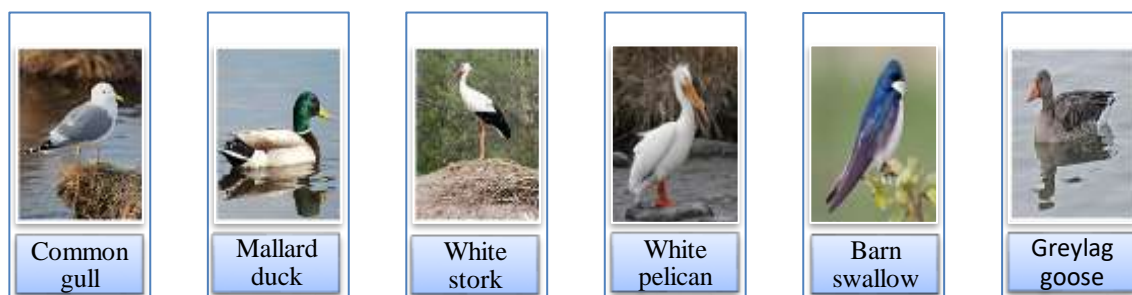 Common
gull
Mallard
duck
White
stork
White
pelican
Barn
swallow
Greylag
goose